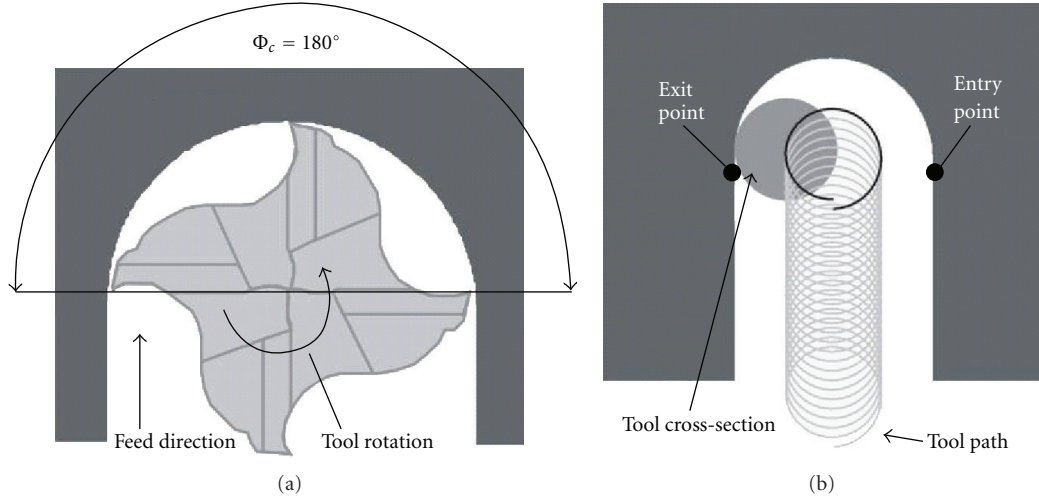 Φc = 180°
Feed direction
Tool rotation
(a)
Exit
point
Entry
point
Tool cross-section
Tool path
(b)